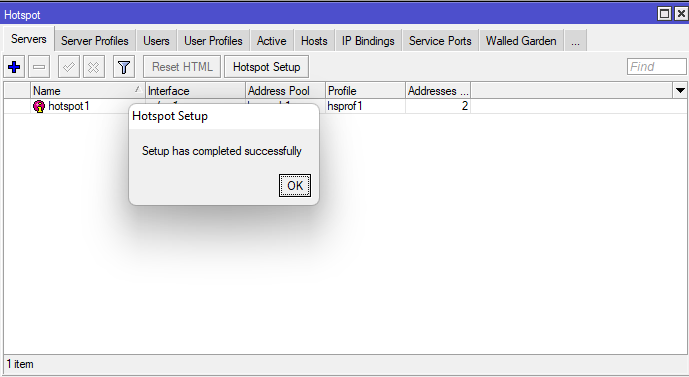 Hotspot
Servers Server Profiles Users User Profiles Active Hosts IP Bindings Service Ports Walled Garden ...
Reset HTML Hotspot Setup Find
Name Interface Address Pool Profile Addresses ...
hotspot1 hsprof1 2
Hotspot Setup
Setup has completed successfully
OK
1 item